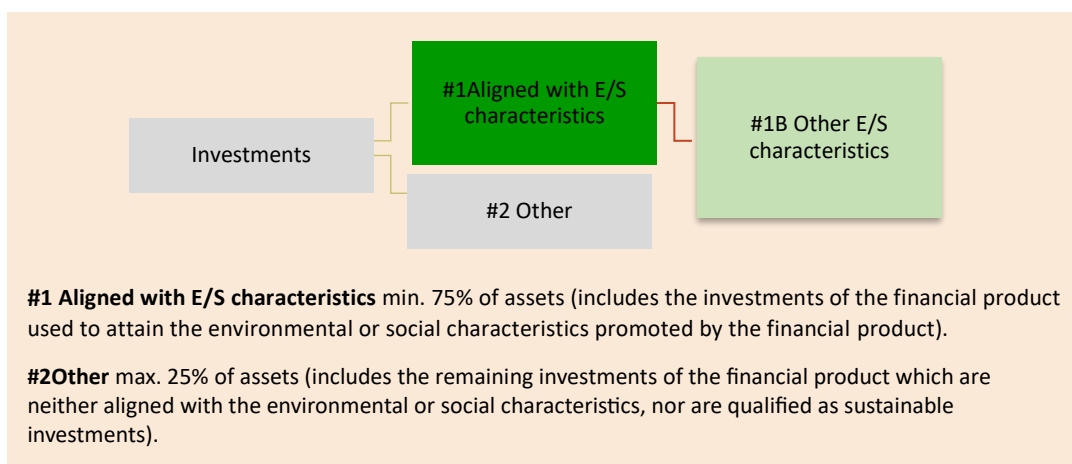 #1Aligned with E/S
characteristics
#1B Other E/S
characteristics
Investments
#2 Other
#1 Aligned with E/S characteristics min. 75% of assets (includes the investments of the financial product
used to attain the environmental or social characteristics promoted by the financial product).
#2Other max. 25% of assets (includes the remaining investments of the financial product which are
neither aligned with the environmental or social characteristics, nor are qualified as sustainable
investments).